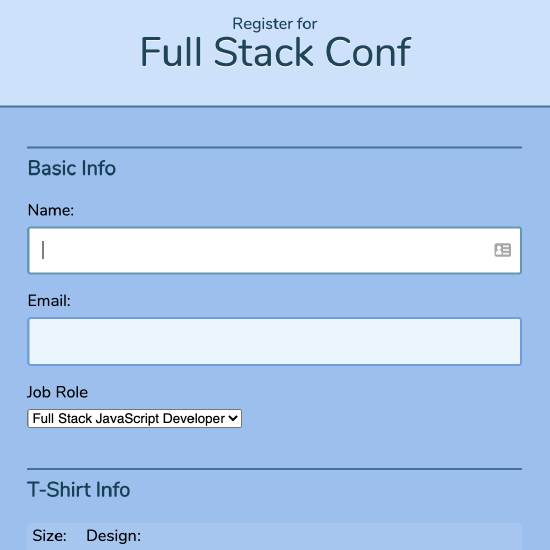 Register for
Full Stack Conf
Basic Info
Name:
Email:
Job Role
Full Stack JavaScript Developer
T-Shirt Info
Size: Design: